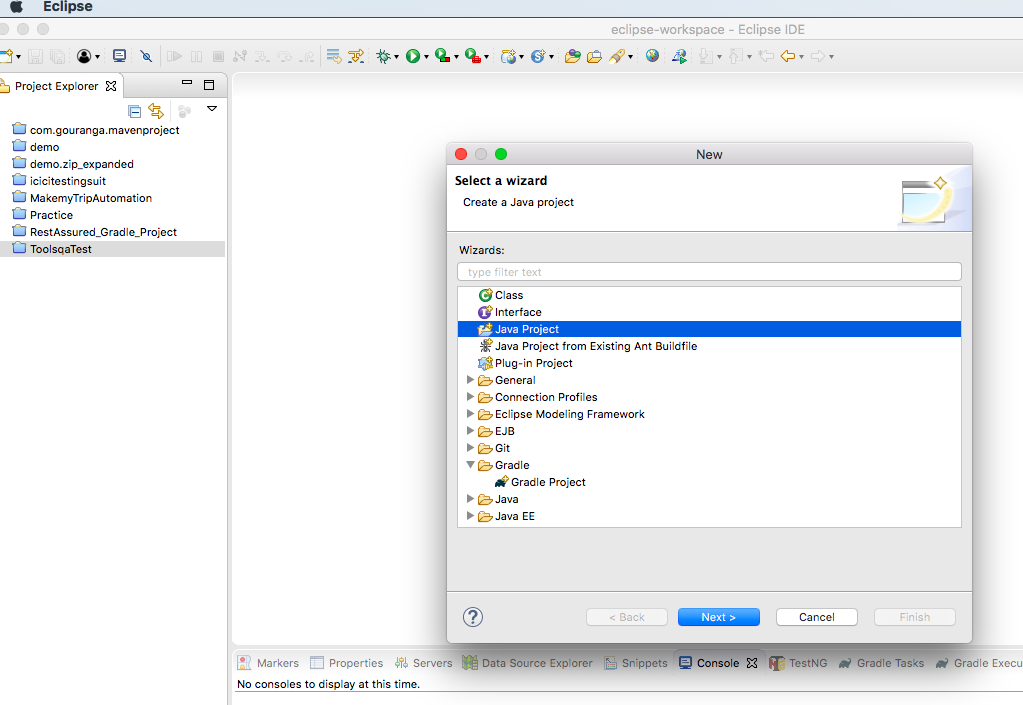 Eclipse
eclipse-workspace - Eclipse IDE
Project Explorer
com.gouranga.mavenproject
demo
demo.zip_expanded
icicitestingsuit
MakemyTripAutomation
Practice
RestAssured_Gradle_Project
ToolsqaTest
New
Select a wizard
Create a Java project
Wizards:
type filter text
Class
Interface
Java Project
Java Project from Existing Ant Buildfile
Plug-in Project
General
Connection Profiles
Eclipse Modeling Framework
EJB
Git
Gradle
Gradle Project
Java
Java EE
< Back Next > Cancel Finish
Markers Properties Servers Data Source Explorer Snippets Console TestNG Gradle Tasks Gradle Execu
No consoles to display at this time.